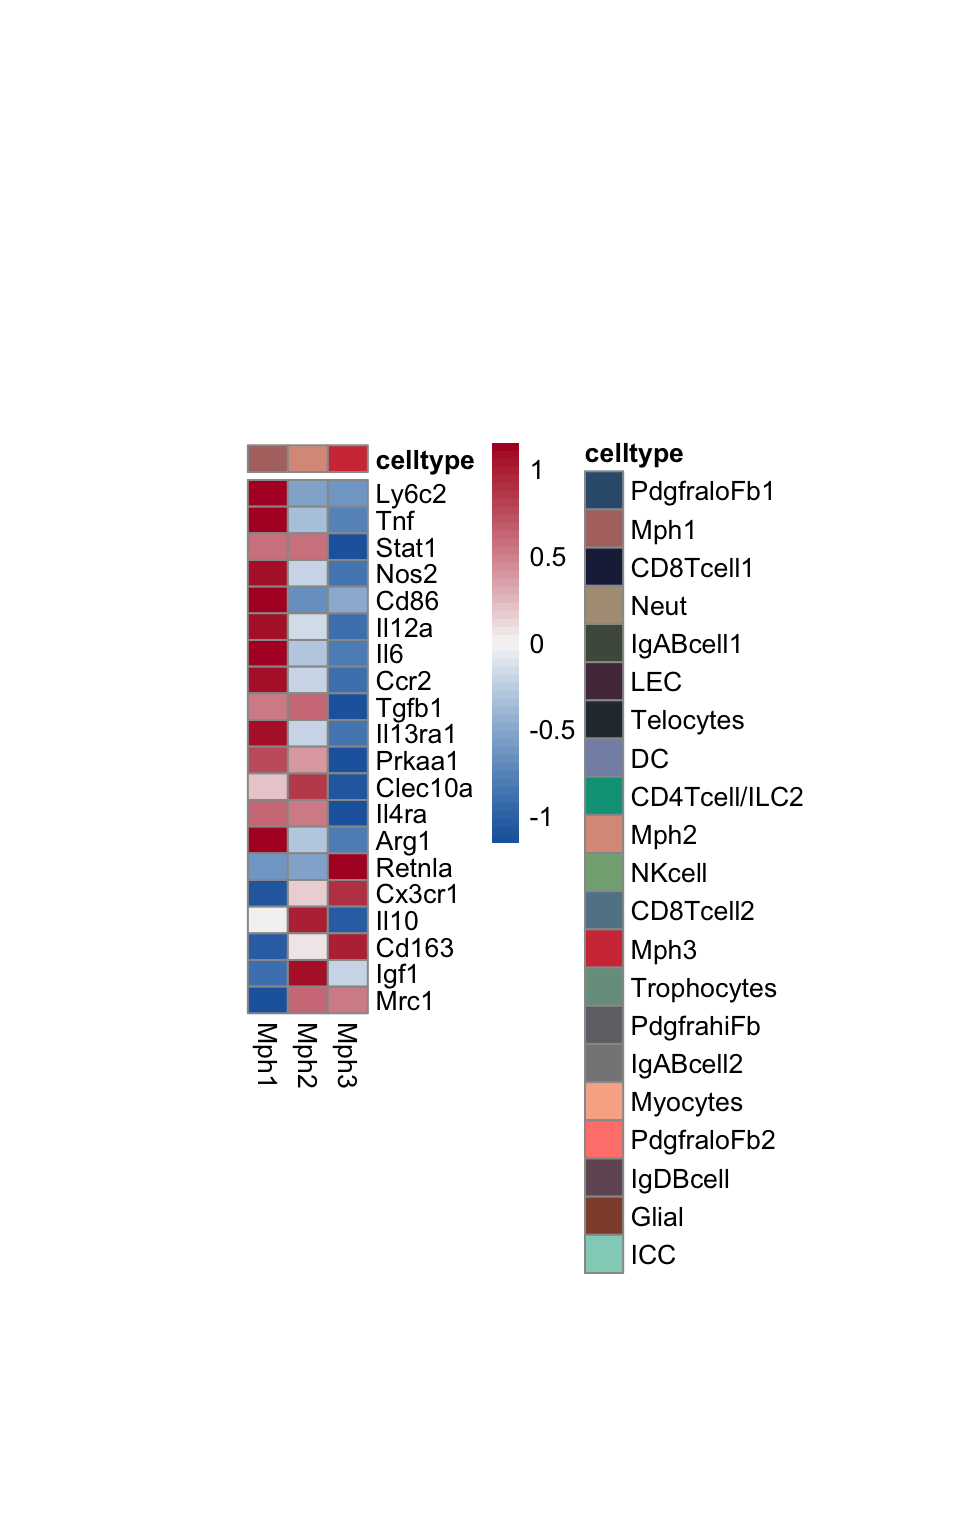 celltype
Ly6c2
Tnf
Stat1
Nos2
Cd86
Il12a
Il6
Ccr2
Tgfb1
Il13ra1
Prkaa1
Clec10a
Il4ra
Arg1
Retnla
Cx3cr1
Il10
Cd163
Igf1
Mrc1
Mph1
Mph2
Mph3
1
0.5
0
-0.5
-1
celltype
PdgfraloFb1
Mph1
CD8Tcell1
Neut
IgABcell1
LEC
Telocytes
DC
CD4Tcell/ILC2
Mph2
NKcell
CD8Tcell2
Mph3
Trophocytes
PdgfrahiFb
IgABcell2
Myocytes
PdgfraloFb2
IgDBcell
Glial
ICC